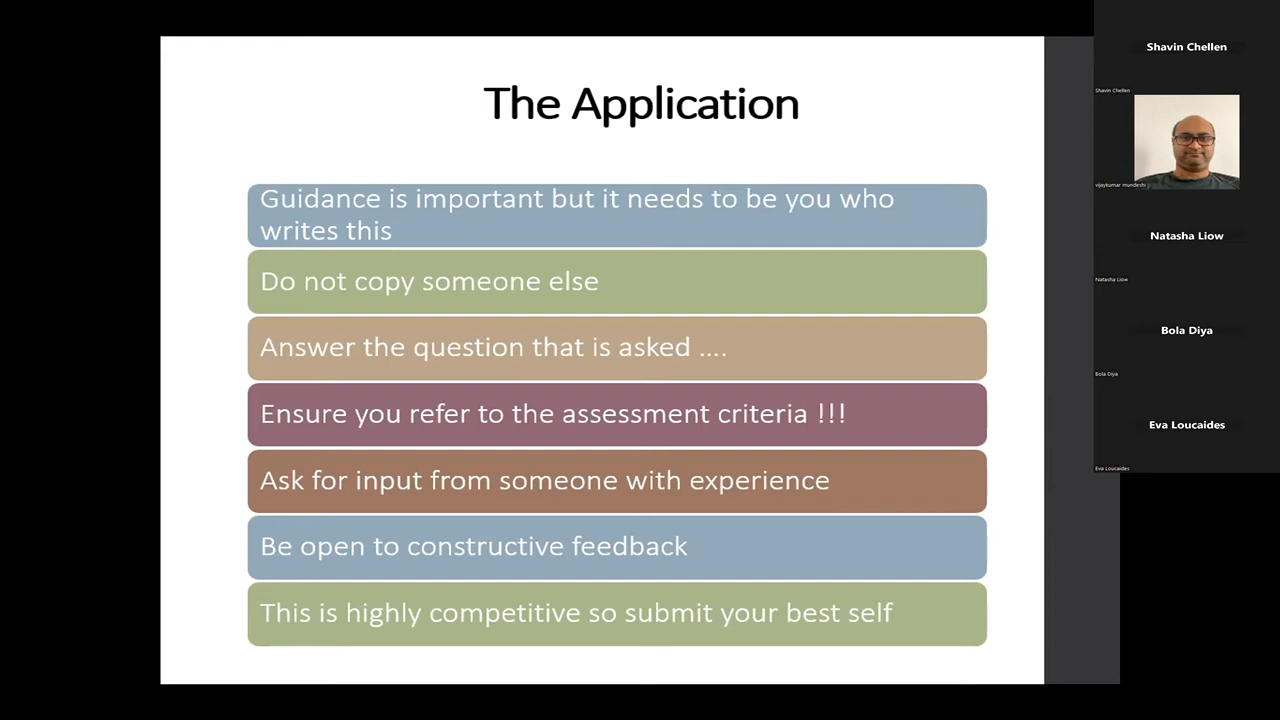 The Application
Guidance is important but it needs to be you who
writes this
Do not copy someone else
Answer the question that is asked ....
Ensure you refer to the assessment criteria !!!
Ask for input from someone with experience
Be open to constructive feedback
This is highly competitive so submit your best self
Shavin Chellen
Shavin Chellen
vijaykumar mundeshi
Natasha Liow
Natasha Liow
Bola Diya
Bola Diya
Eva Loucaides
Eva Loucaides